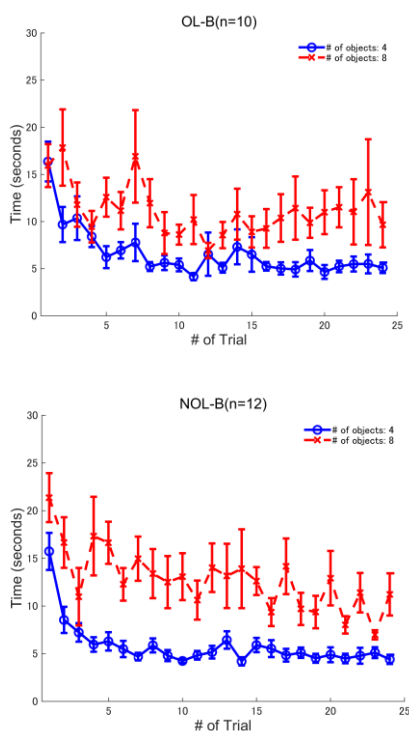 OL-B(n=10)
# of objects: 4
# of objects: 8
30
25
20
15
10
5
0
Time (seconds)
5
10
15
20
25
# of Trial
NOL-B(n=12)
# of objects: 4
# of objects: 8
30
25
20
15
10
5
0
Time (seconds)
5
10
15
20
25
# of Trial